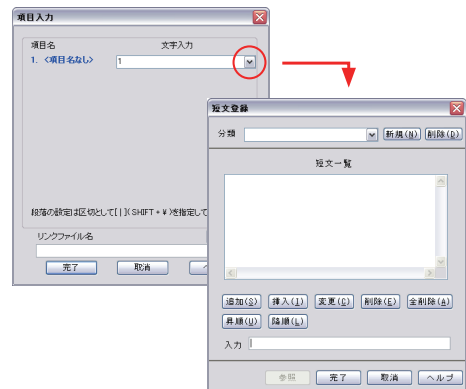 項目入力
項目名 文字入力
1. <項目名なし> 1
段落の設定は区切として[ | ](SHIFT + ¥ )を指定して
リンクファイル名
完了 取消
短文登録
分類 新規(N) 削除(D)
短文一覧
追加(S) 挿入(I) 変更(C) 削除(E) 全削除(A)
昇順(U) 降順(L)
入力
参照 完了 取消 ヘルプ